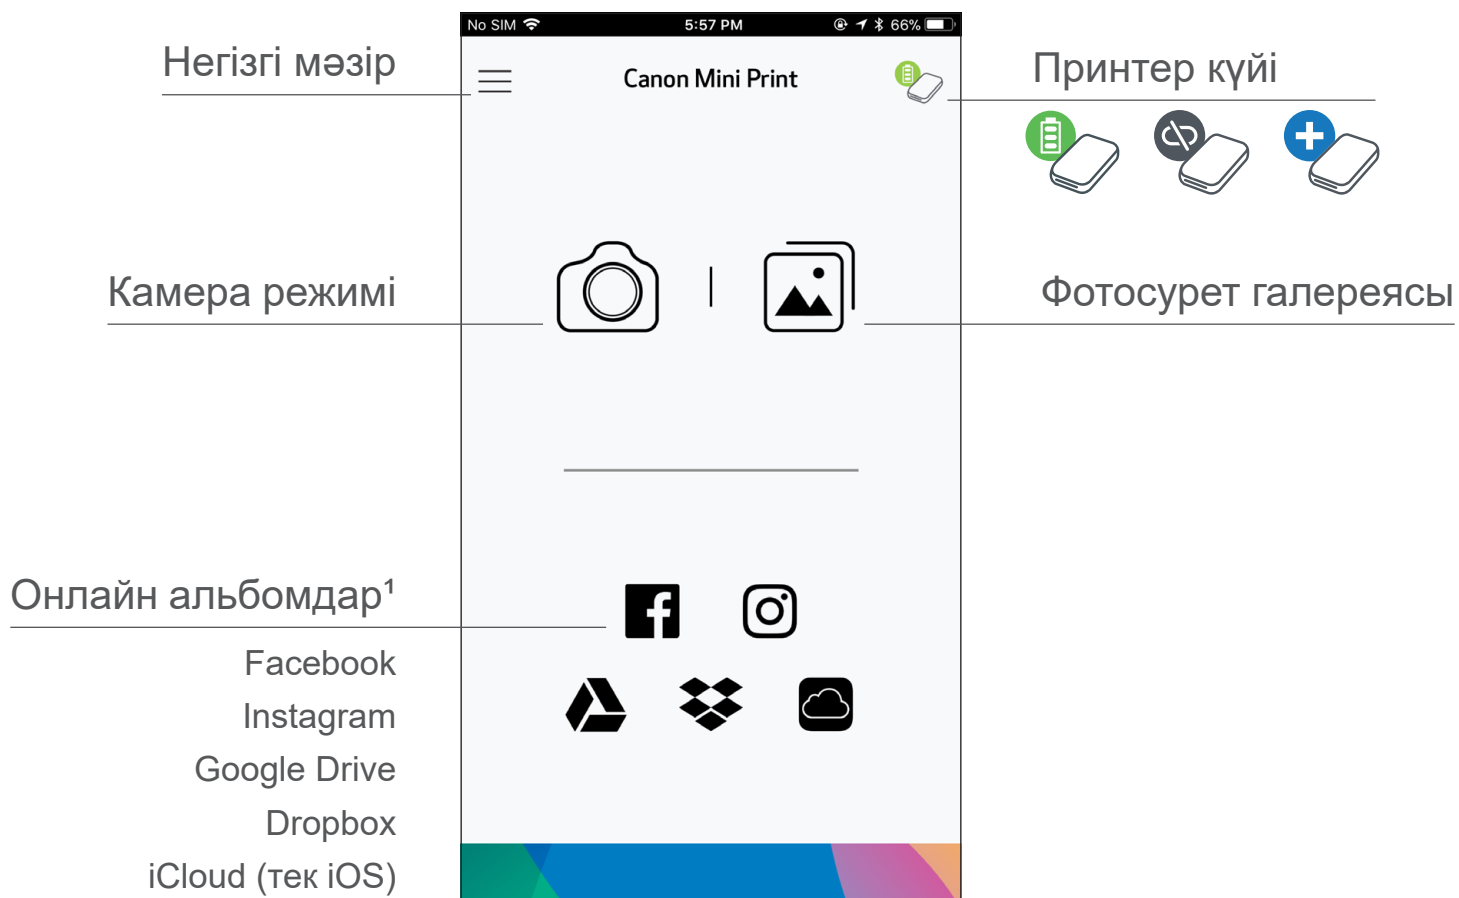 No SIM 5:57 PM 66%
Негізгі мәзір
Canon Mini Print
Принтер күйі
Камера режимі
Фотосурет галереясы
Онлайн альбомдар¹
Facebook
Instagram
Google Drive
Dropbox
iCloud (тек iOS)